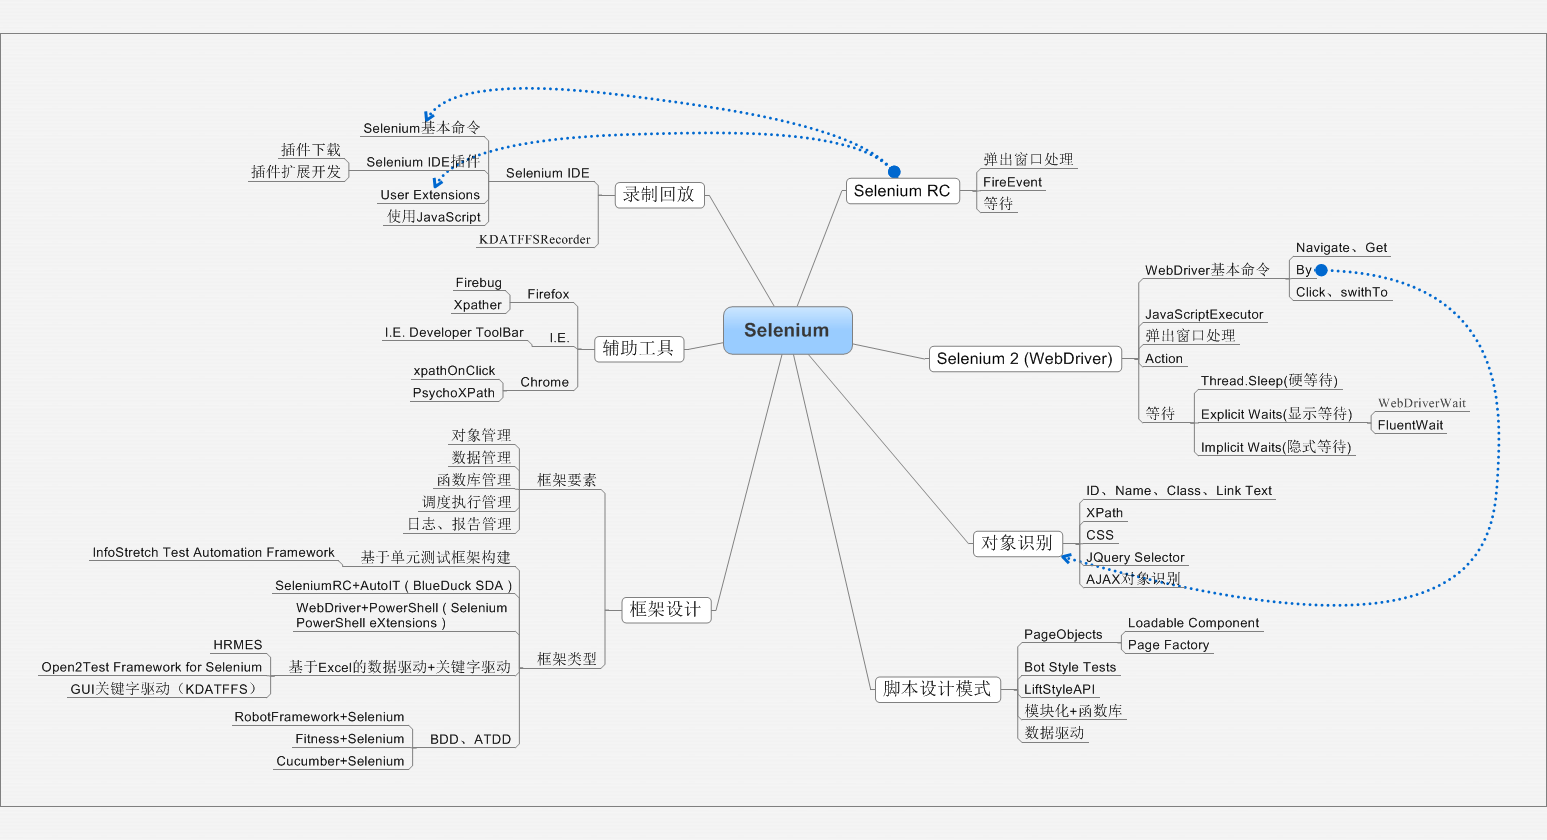 Selenium
录制回放
Selenium IDE
Selenium基本命令
Selenium IDE插件
插件下载
插件扩展开发
User Extensions
使用JavaScript
KDATFFSRecorder
辅助工具
Firefox
Firebug
Xpather
I.E.
I.E. Developer ToolBar
Chrome
xpathOnClick
PsychoXPath
框架设计
框架要素
对象管理
数据管理
函数库管理
调度执行管理
日志、报告管理
框架类型
基于单元测试框架构建
InfoStretch Test Automation Framework
SeleniumRC+AutoIT ( BlueDuck SDA )
WebDriver+PowerShell ( Selenium
PowerShell eXtensions )
基于Excel的数据驱动+关键字驱动
HRMES
Open2Test Framework for Selenium
GUI关键字驱动（KDATFFS）
BDD、ATDD
RobotFramework+Selenium
Fitness+Selenium
Cucumber+Selenium
Selenium RC
弹出窗口处理
FireEvent
等待
Selenium 2 (WebDriver)
WebDriver基本命令
Navigate、Get
By
Click、swithTo
JavaScriptExecutor
弹出窗口处理
Action
等待
Thread.Sleep(硬等待)
Explicit Waits(显示等待)
WebDriverWait
FluentWait
Implicit Waits(隐式等待)
对象识别
ID、Name、Class、Link Text
XPath
CSS
JQuery Selector
AJAX对象识别
脚本设计模式
PageObjects
Loadable Component
Page Factory
Bot Style Tests
LiftStyleAPI
模块化+函数库
数据驱动